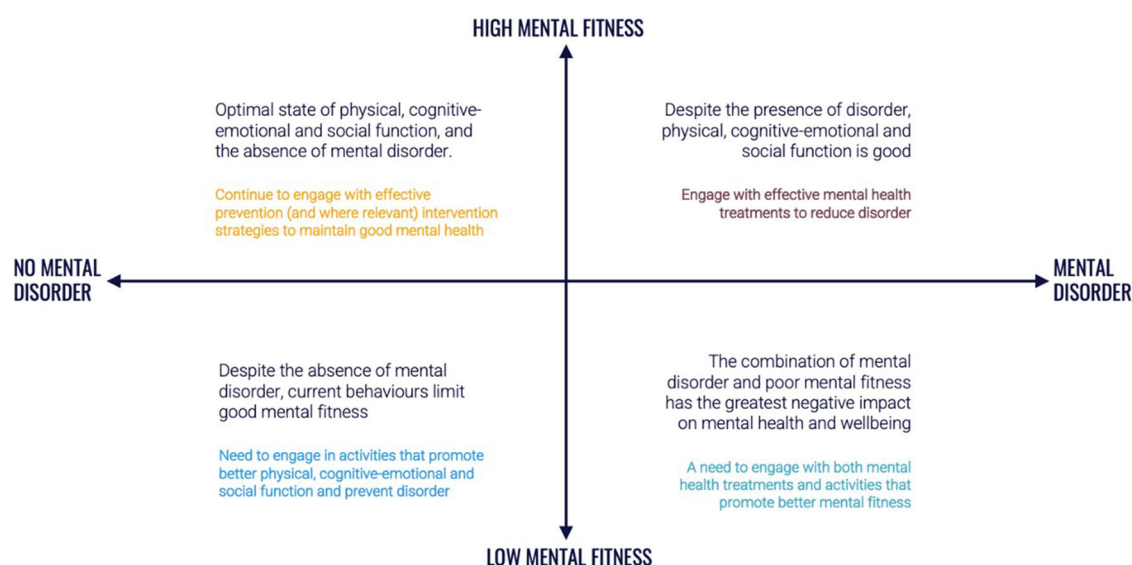 HIGH MENTAL FITNESS
Optimal state of physical, cognitive-
emotional and social function, and
the absence of mental disorder.
Continue to engage with effective
prevention (and where relevant) intervention
strategies to maintain good mental health
Despite the presence of disorder,
physical, cognitive-emotional and
social function is good
Engage with effective mental health
treatments to reduce disorder
NO MENTAL
DISORDER
MENTAL
DISORDER
Despite the absence of mental
disorder, current behaviours limit
good mental fitness
Need to engage in activities that promote
better physical, cognitive-emotional and
social function and prevent disorder
The combination of mental
disorder and poor mental fitness
has the greatest negative impact
on mental health and wellbeing
A need to engage with both mental
health treatments and activities that
promote better mental fitness
LOW MENTAL FITNESS